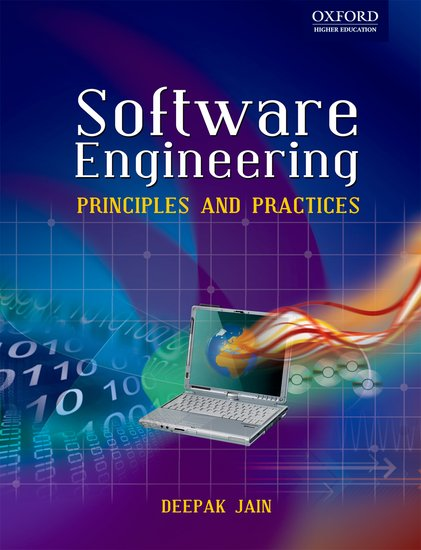 OXFORD
HIGHER EDUCATION
Software
Engineering
PRINCIPLES AND PRACTICES
DEEPAK JAIN